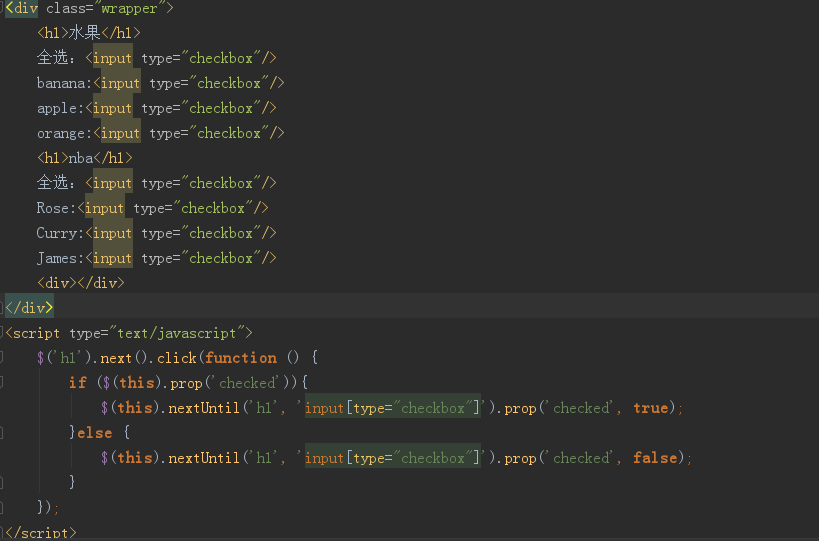 <div class="wrapper">
    <h1>水果</h1>
    全选：<input type="checkbox"/>
    banana:<input type="checkbox"/>
    apple:<input type="checkbox"/>
    orange:<input type="checkbox"/>
    <h1>nba</h1>
    全选：<input type="checkbox"/>
    Rose:<input type="checkbox"/>
    Curry:<input type="checkbox"/>
    James:<input type="checkbox"/>
    <div></div>
</div>
<script type="text/javascript">
    $('h1').next().click(function () {
        if ($(this).prop('checked')){
            $(this).nextUntil('h1', 'input[type="checkbox"]').prop('checked', true);
        }else {
            $(this).nextUntil('h1', 'input[type="checkbox"]').prop('checked', false);
        }
    });
</script>